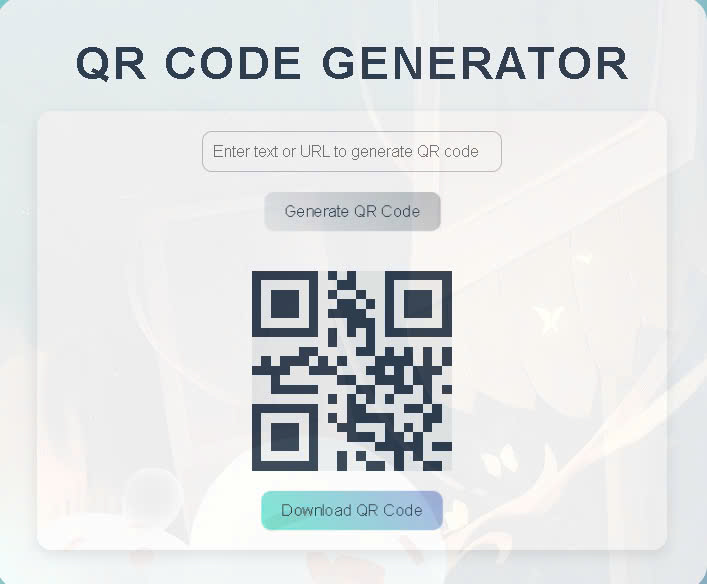 QR CODE GENERATOR
Enter text or URL to generate QR code
Generate QR Code
Download QR Code